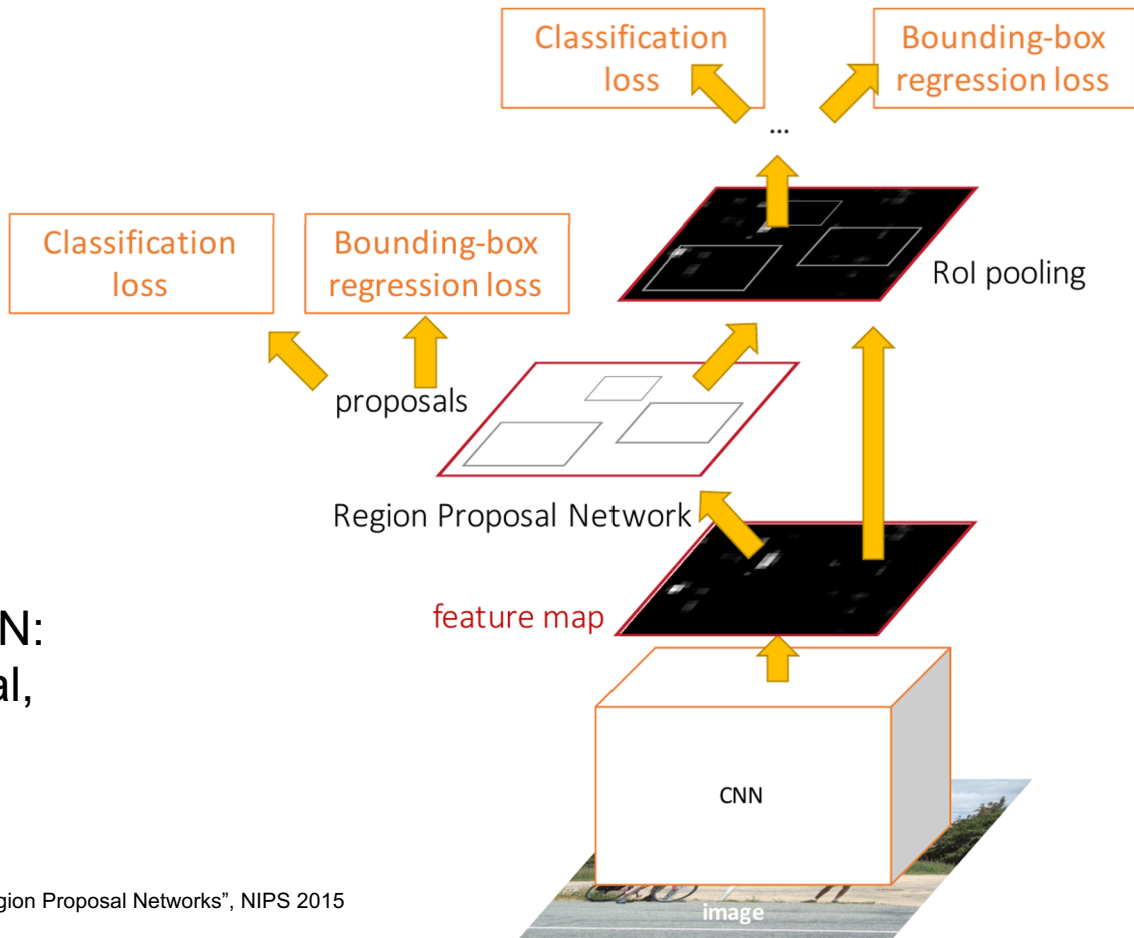 Classification
loss
Bounding-box
regression loss
...
Classification
loss
Bounding-box
regression loss
RoI pooling
proposals
Region Proposal Network
feature map
N:
al,
CNN
gion Proposal Networks”, NIPS 2015
image